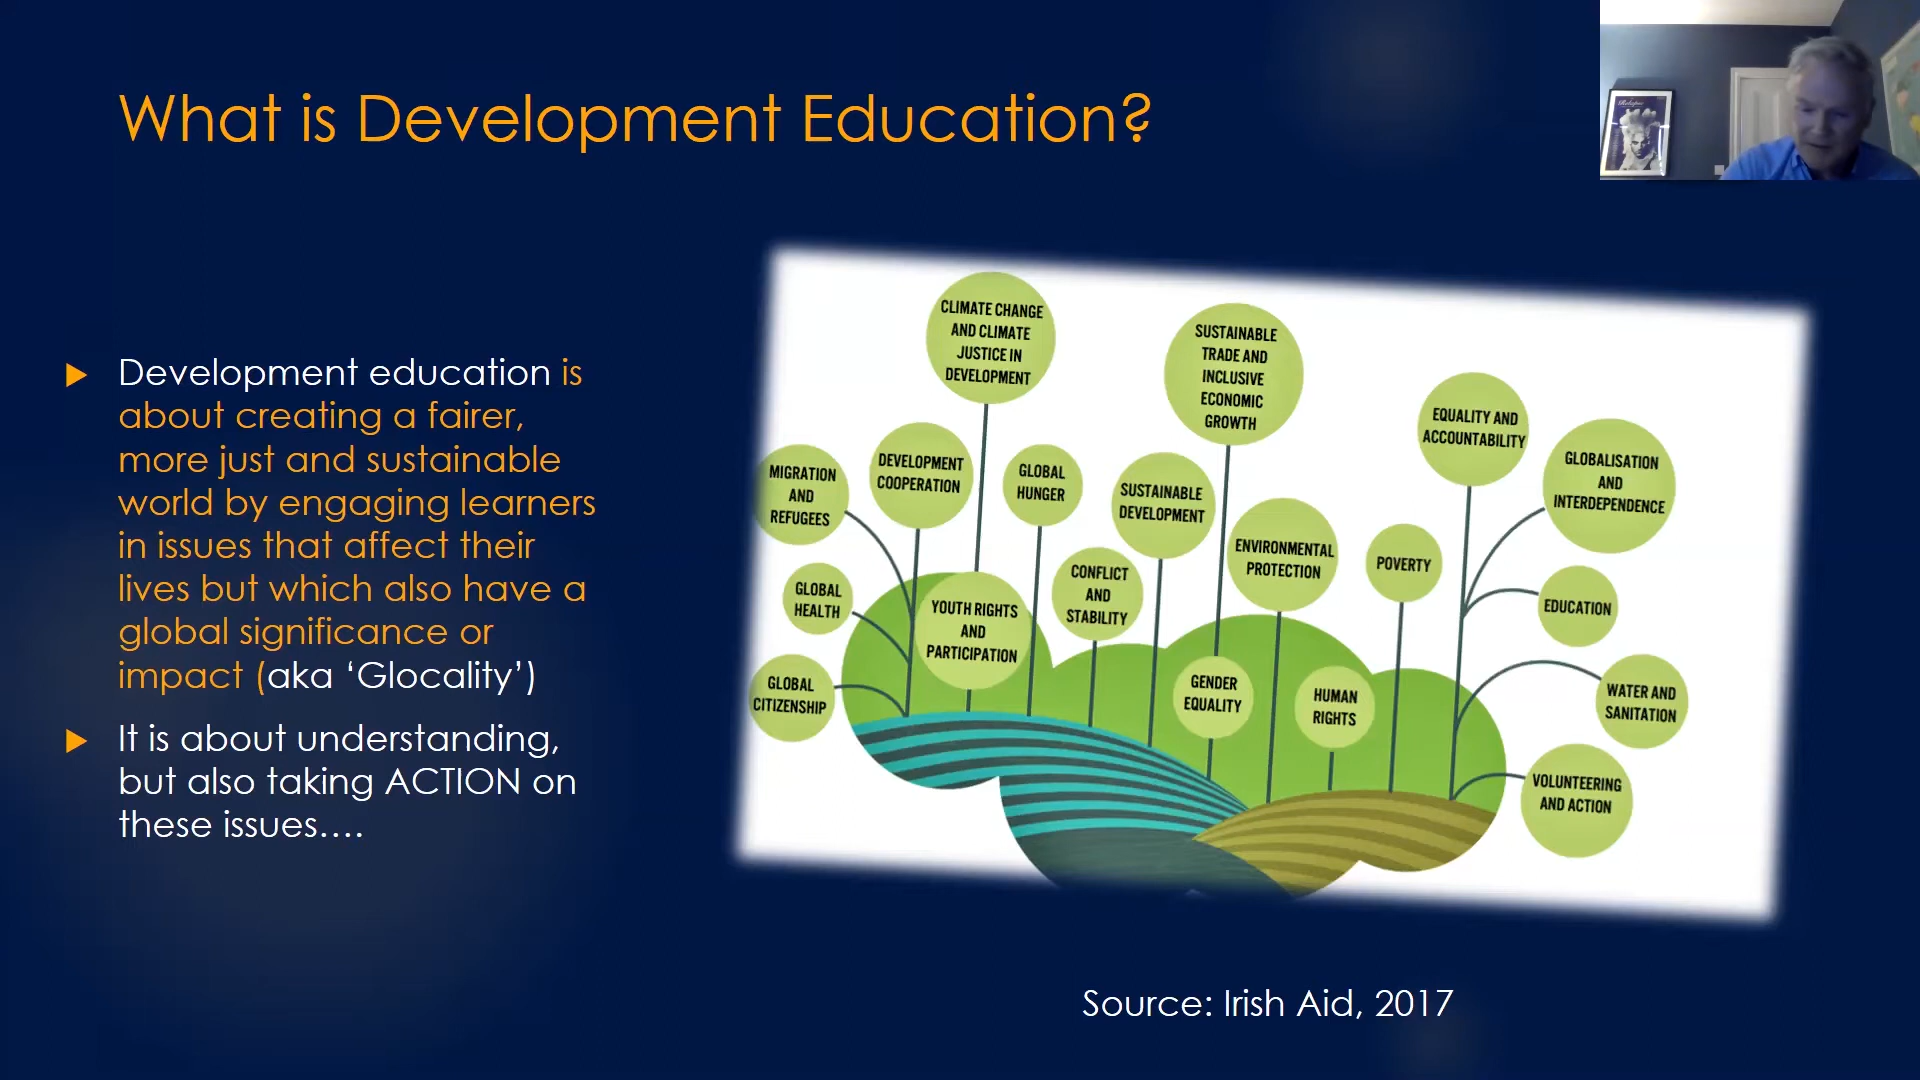 What is Development Education?
Development education is
about creating a fairer,
more just and sustainable
world by engaging learners
in issues that affect their
lives but which also have a
global significance or
impact (aka ‘Glocality’)
It is about understanding,
but also taking ACTION on
these issues….
CLIMATE CHANGE
AND CLIMATE
JUSTICE IN
DEVELOPMENT
SUSTAINABLE
TRADE AND
INCLUSIVE
ECONOMIC
GROWTH
EQUALITY AND
ACCOUNTABILITY
GLOBALISATION
AND
INTERDEPENDENCE
MIGRATION
AND
REFUGEES
DEVELOPMENT
COOPERATION
GLOBAL
HUNGER
SUSTAINABLE
DEVELOPMENT
ENVIRONMENTAL
PROTECTION
POVERTY
EDUCATION
GLOBAL
HEALTH
YOUTH RIGHTS
AND
PARTICIPATION
CONFLICT
AND
STABILITY
GLOBAL
CITIZENSHIP
GENDER
EQUALITY
HUMAN
RIGHTS
WATER AND
SANITATION
VOLUNTEERING
AND ACTION
Source: Irish Aid, 2017